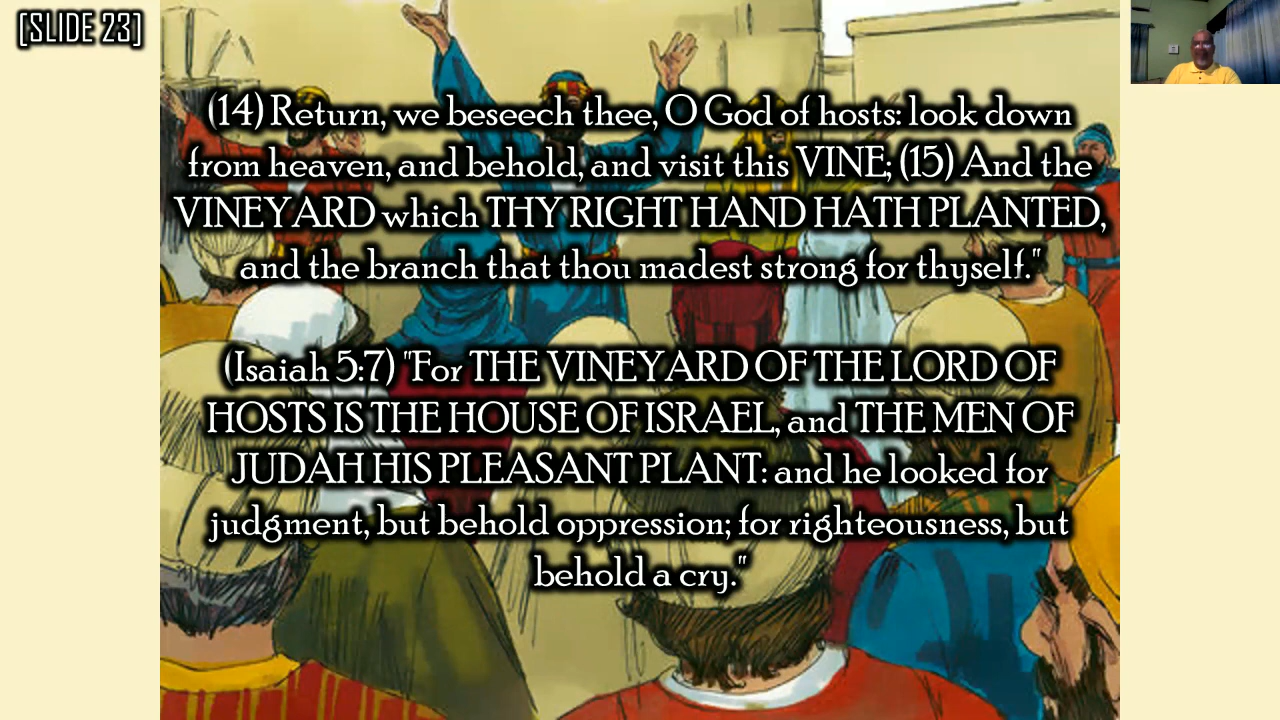 [SLIDE 23]
(14) Return, we beseech thee, O God of hosts: look down
from heaven, and behold, and visit this VINE; (15) And the
VINEYARD which THY RIGHT HAND HATH PLANTED,
and the branch that thou madest strong for thyself."
(Isaiah 5:7) "For THE VINEYARD OF THE LORD OF
HOSTS IS THE HOUSE OF ISRAEL, and THE MEN OF
JUDAH HIS PLEASANT PLANT: and he looked for
judgment, but behold oppression; for righteousness, but
behold a cry."